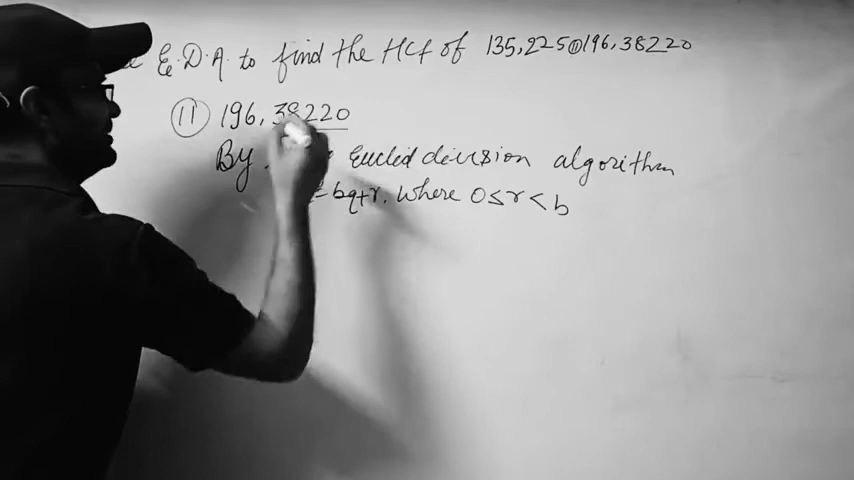 E.D.A. to find the HCF of 135,225 ⓘⓘ 196,38220
(11) 196,38220
By Euclid division algorithm
= bq+r. Where 0≤r<b